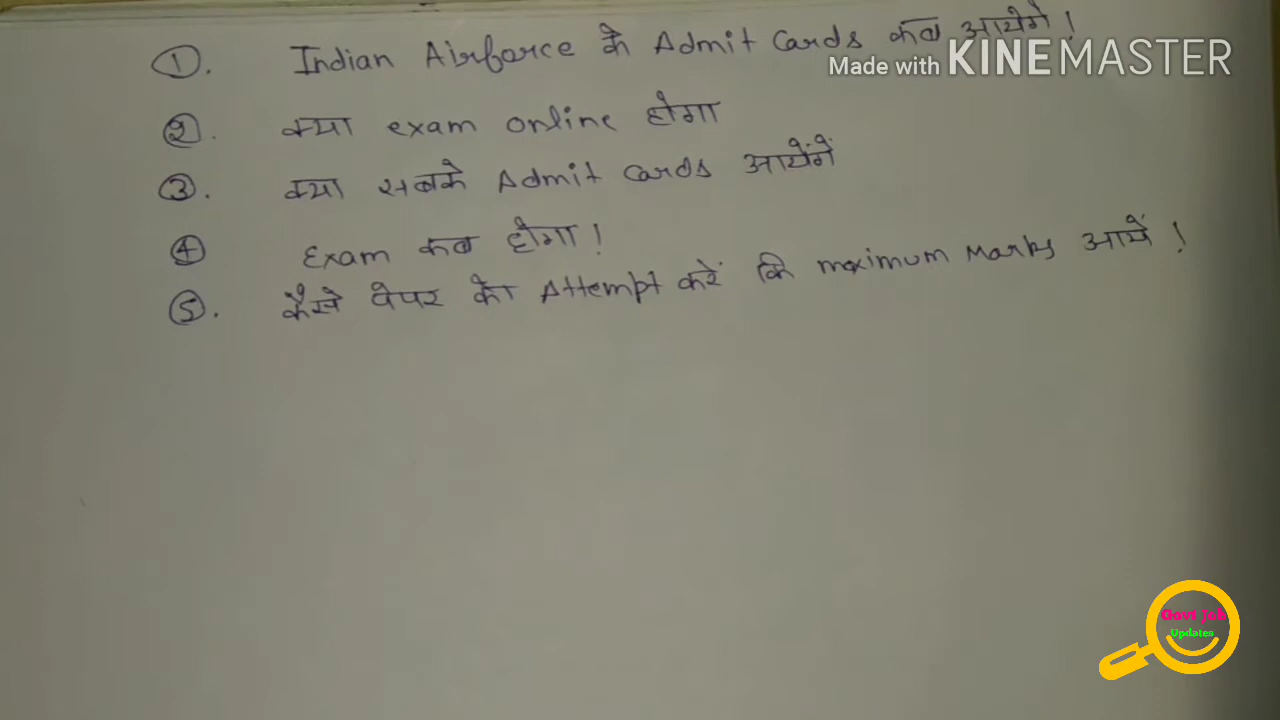 ①. Indian Airforce के Admit Cards कब आयेगे!
Made with KINEMASTER
②. क्या exam online होगा
③. क्या सबके Admit Cards आयेंगें
④ Exam कब होगा!
⑤. कैसे पेपर को Attempt करें कि maximum Marks आयें!
Govt Job
Updates